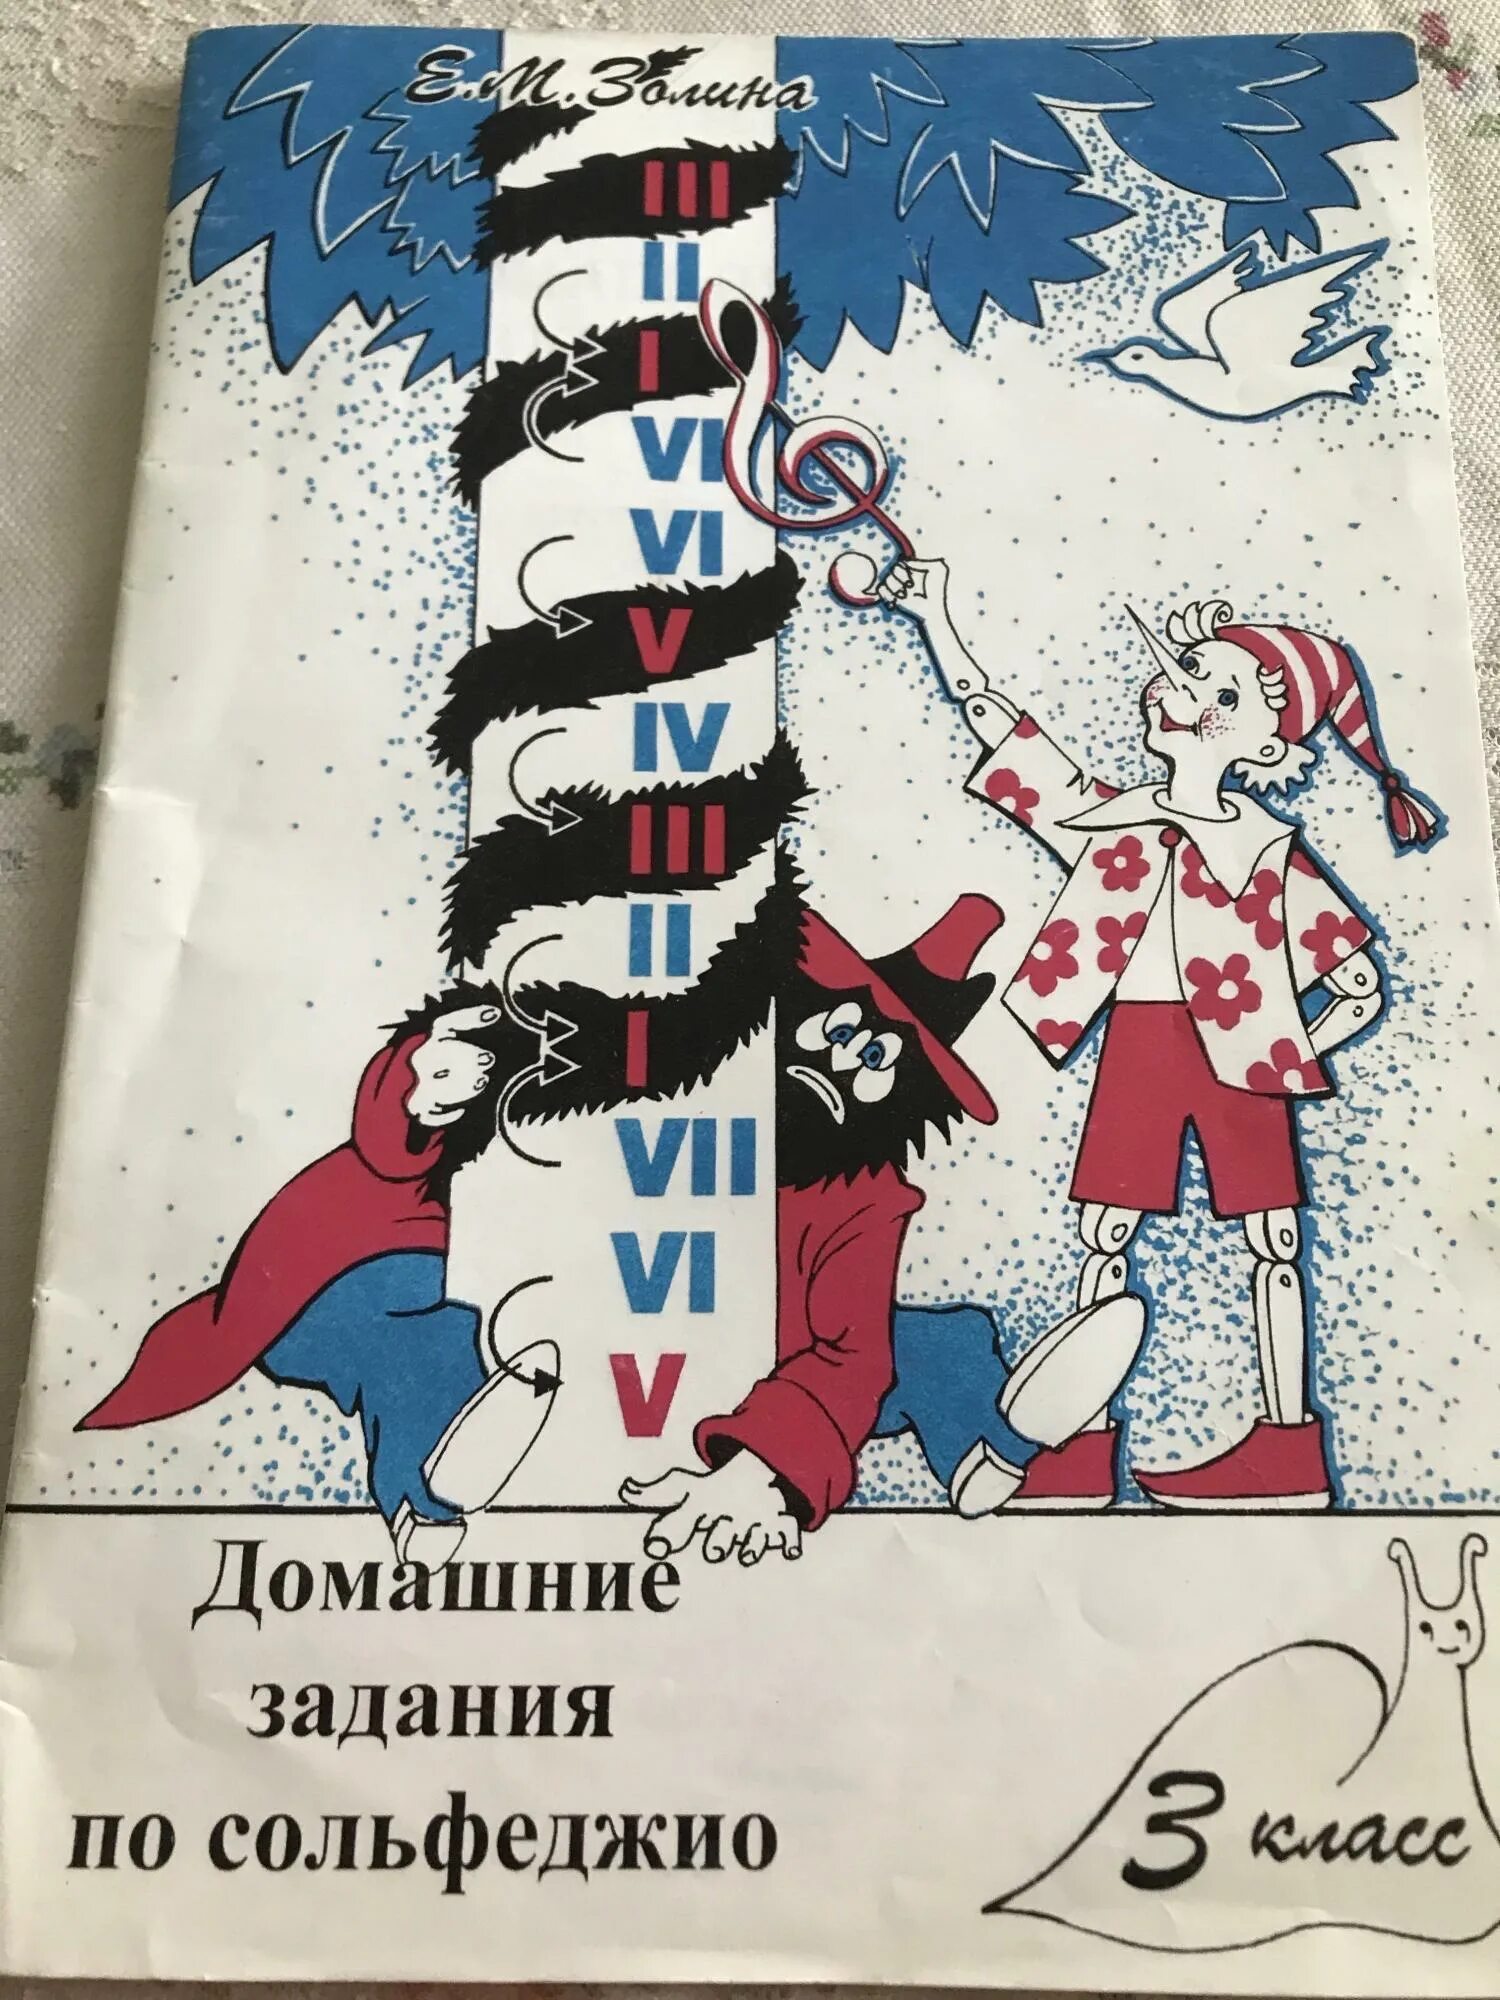 Е.М.Золина
III
II
I
VII
VI
V
IV
III
II
I
VII
VI
V
Домашние
задания
по сольфеджио
3 класс